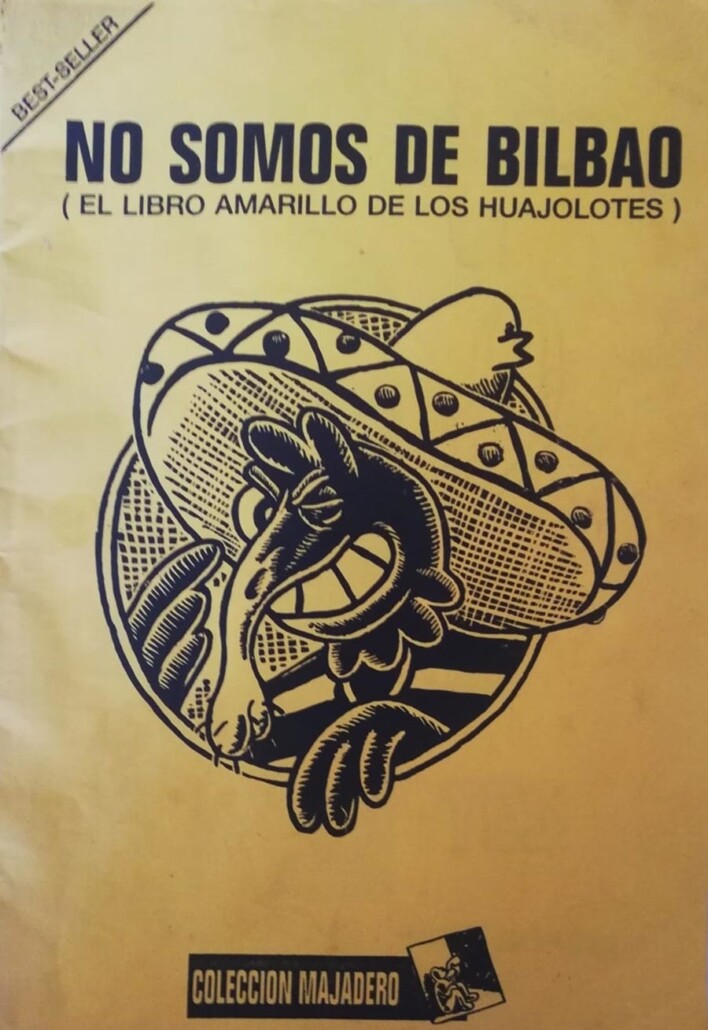 BEST-SELLER
NO SOMOS DE BILBAO
( EL LIBRO AMARILLO DE LOS HUAJOLOTES )
COLECCION MAJADERO